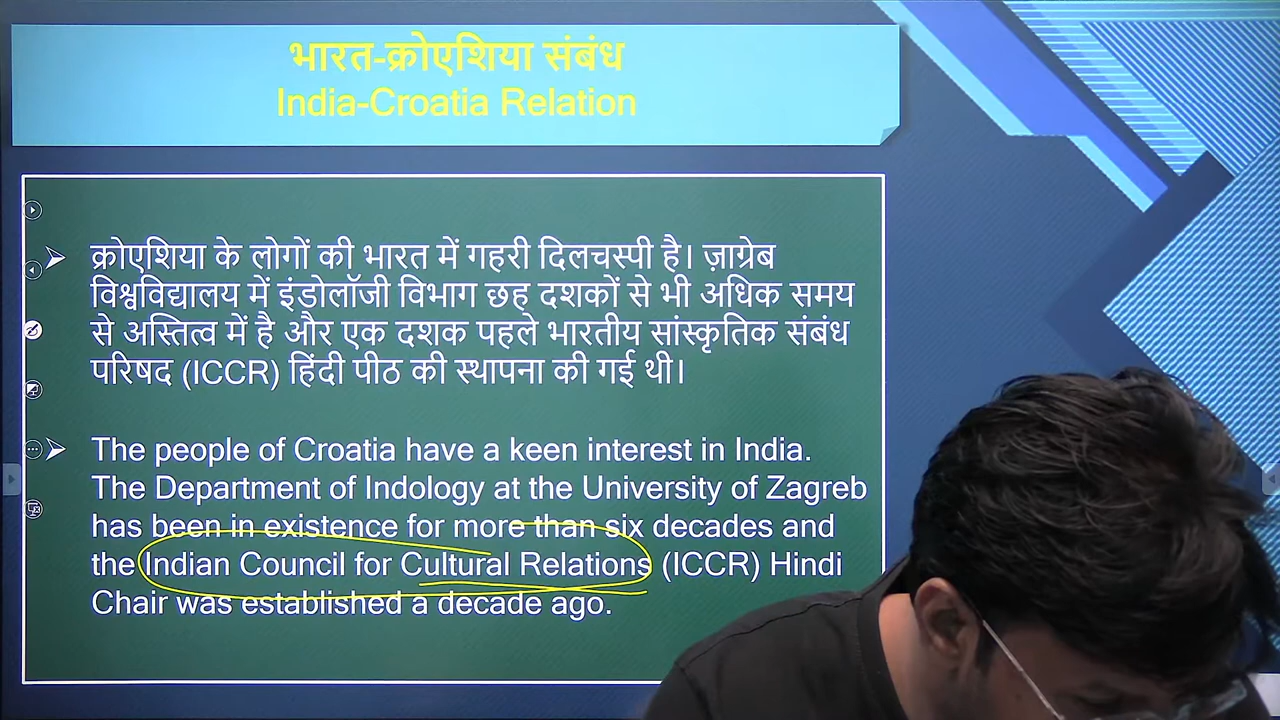 भारत-क्रोएशिया संबंध
India-Croatia Relation
क्रोएशिया के लोगों की भारत में गहरी दिलचस्पी है। ज़ाग्रेब
विश्वविद्यालय में इंडोलॉजी विभाग छह दशकों से भी अधिक समय
से अस्तित्व में है और एक दशक पहले भारतीय सांस्कृतिक संबंध
परिषद (ICCR) हिंदी पीठ की स्थापना की गई थी।
The people of Croatia have a keen interest in India.
The Department of Indology at the University of Zagreb
has been in existence for more than six decades and
the Indian Council for Cultural Relations (ICCR) Hindi
Chair was established a decade ago.